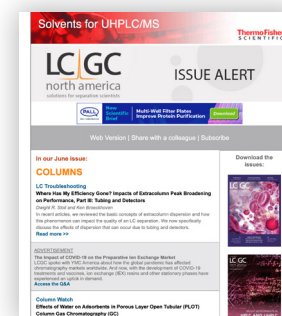 Solvents for UHPLC/MS
ThermoFisher
SCIENTIFIC
LC GC
north america
solutions for separation scientists
ISSUE ALERT
PALL
New
Scientific
Brief
Multi-Well Filter Plates
Improve Protein Purification
Download
Web Version | Share with a colleague | Subscribe
In our June issue:
COLUMNS
LC Troubleshooting
Where Has My Efficiency Gone? Impacts of Extracolumn Peak Broadening
on Performance, Part III: Tubing and Detectors
Dwight R. Stoll and Ken Broeckhoven
In recent articles, we reviewed the basic concepts of extracolumn dispersion and how
this phenomenon can impact the quality of an LC separation. We now specifically
discuss the effects of dispersion that can occur due to tubing and detectors.
Read more >>
ADVERTISEMENT
The Impact of COVID-19 on the Preparative Ion Exchange Market
LCGC spoke with YMC America about how the global pandemic has affected
chromatography markets worldwide. And now, with the development of COVID-19
treatments and vaccines, ion exchange (IEX) resins and other stationary phases have
experienced an uptick in demand.
Access the Q&A
Column Watch
Effects of Water on Adsorbents in Porous Layer Open Tubular (PLOT)
Column Gas Chromatography (GC)
Download the
issues:
LC GC
LC GC